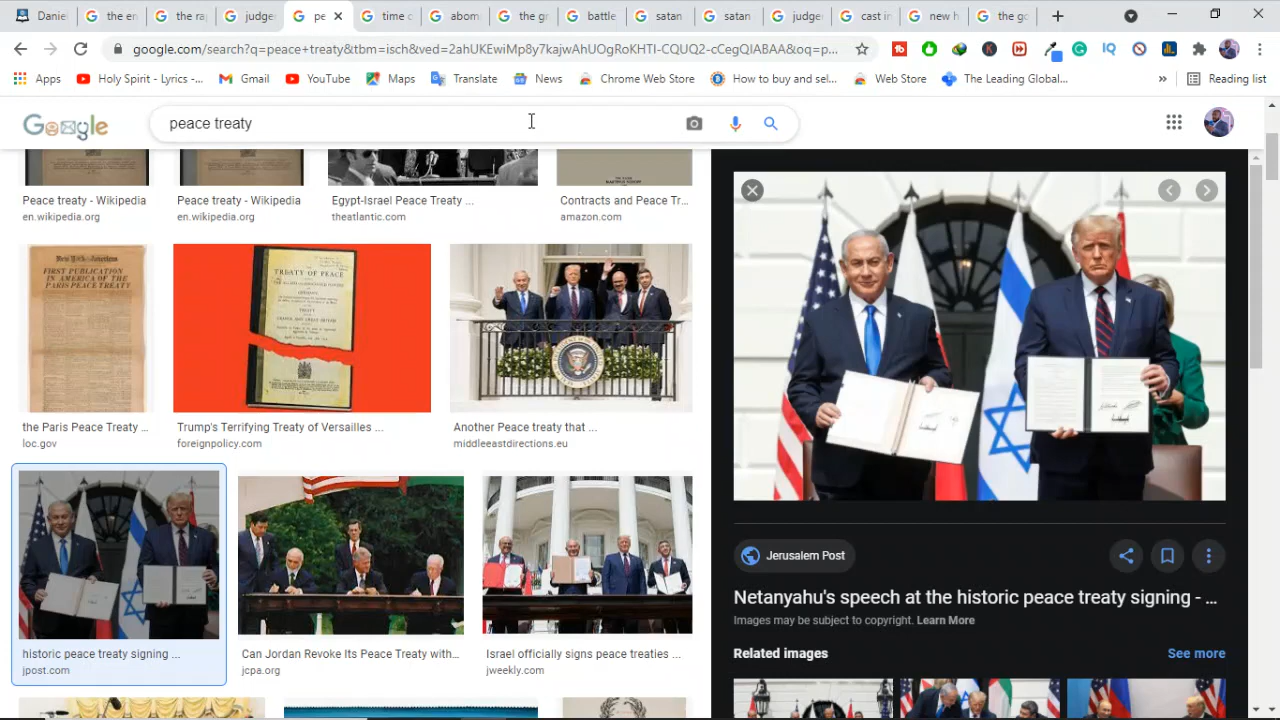 Daniel
the en
the ra
judger
pe
time c
abom
the gr
battle
satan
satan
judger
cast in
new h
the go
google.com/search?q=peace+treaty&tbm=isch&ved=2ahUKEwiMp8y7kajwAhUOgRoKHTI-CQUQ2-cCegQIABAA&oq=p...
Apps
Holy Spirit - Lyrics -...
Gmail
YouTube
Maps
Translate
News
Chrome Web Store
How to buy and sel...
Web Store
The Leading Global...
»
Reading list
Google
peace treaty
Peace treaty - Wikipedia
en.wikipedia.org
Peace treaty - Wikipedia
en.wikipedia.org
Egypt-Israel Peace Treaty ...
theatlantic.com
Contracts and Peace Tr...
amazon.com
New York American
FIRST PUBLICATION
IN AMERICA OF THE
PARIS PEACE TREATY
TREATY OF PEACE
the Paris Peace Treaty ...
loc.gov
Trump's Terrifying Treaty of Versailles ...
foreignpolicy.com
Another Peace treaty that ...
middleeastdirections.eu
historic peace treaty signing ...
jpost.com
Can Jordan Revoke Its Peace Treaty with...
jcpa.org
Israel officially signs peace treaties ...
jweekly.com
Jerusalem Post
Netanyahu's speech at the historic peace treaty signing - ...
Images may be subject to copyright. Learn More
Related images
See more